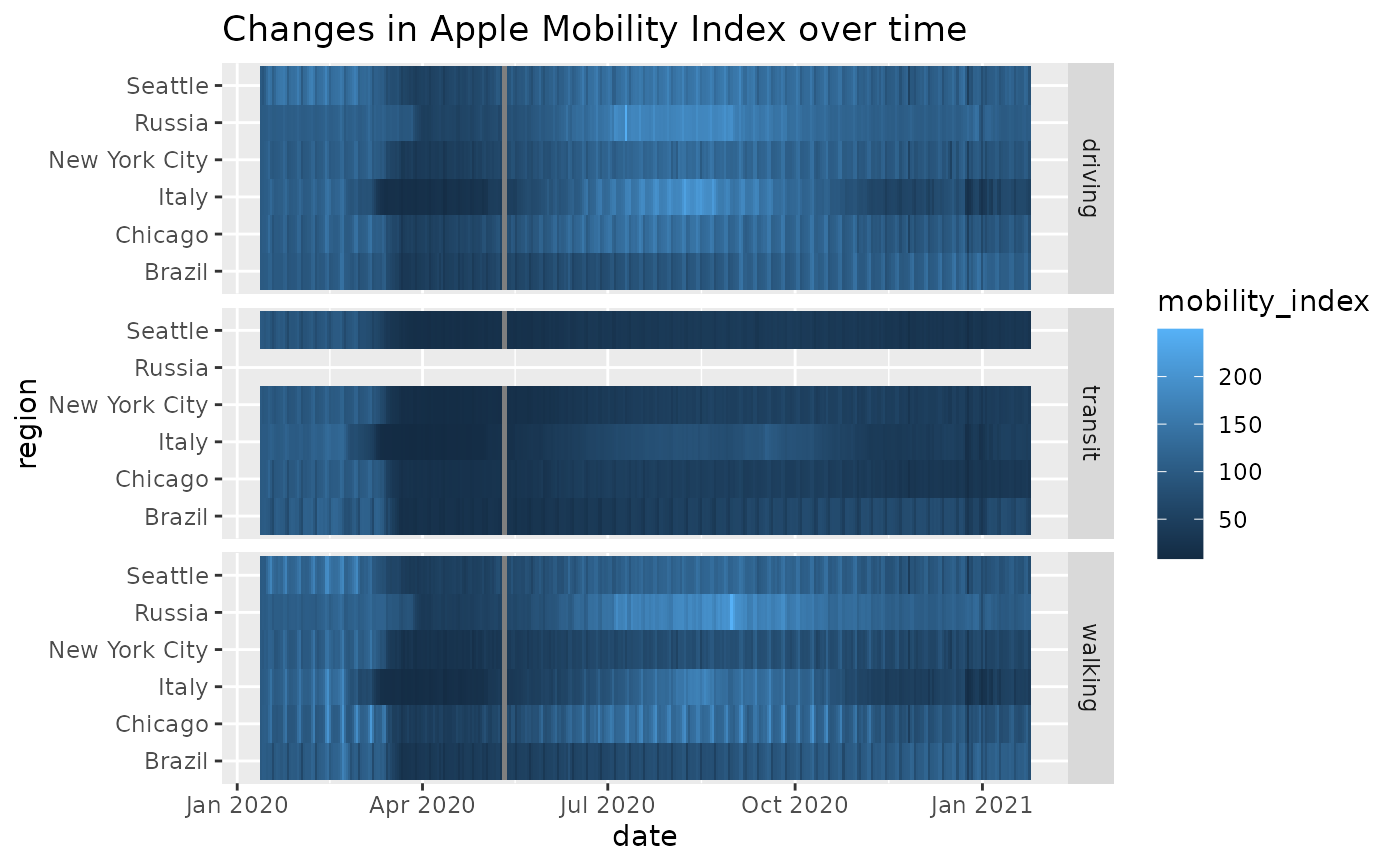 Changes in Apple Mobility Index over time
Seattle
Russia
New York City
Italy
Chicago
Brazil
driving
Seattle
Russia
New York City
Italy
Chicago
Brazil
transit
Seattle
Russia
New York City
Italy
Chicago
Brazil
walking
region
Jan 2020
Apr 2020
Jul 2020
Oct 2020
Jan 2021
date
mobility_index
200
150
100
50